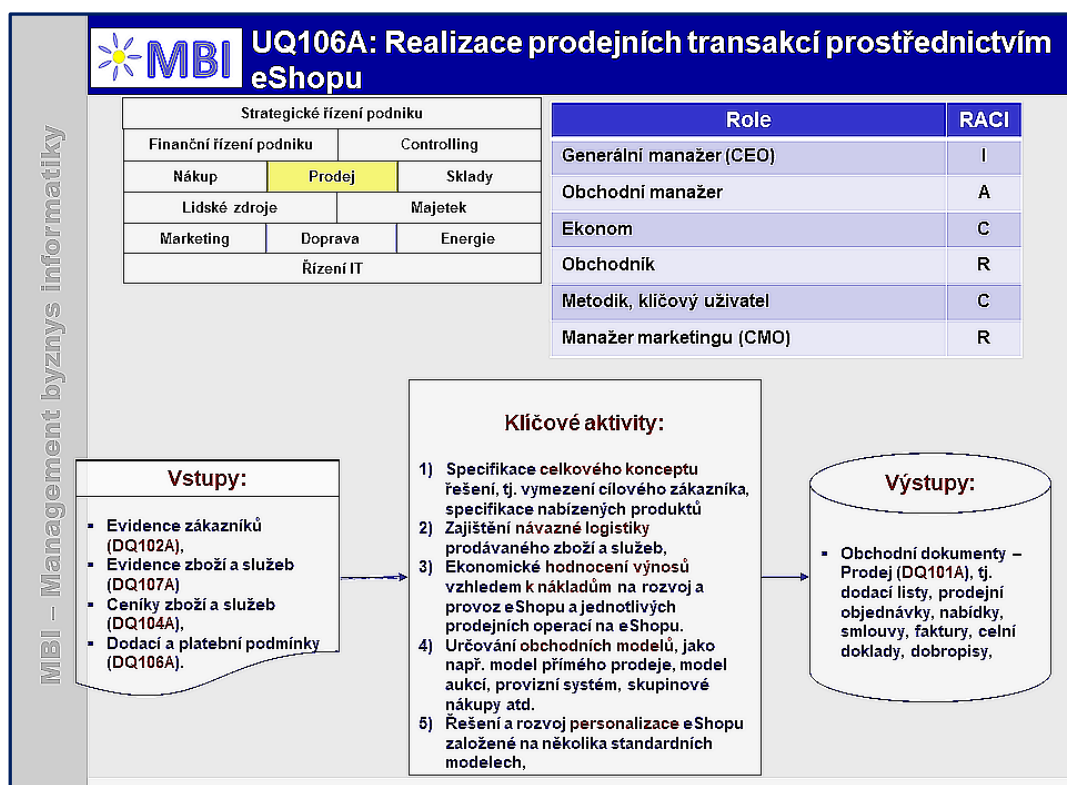 MBI – Management byznys informatiky
MBI
UQ106A: Realizace prodejních transakcí prostřednictvím
eShopu
Strategické řízení podniku
Finanční řízení podniku
Controlling
Nákup
Prodej
Sklady
Lidské zdroje
Majetek
Marketing
Doprava
Energie
Řízení IT
Role RACI
Generální manažer (CEO) I
Obchodní manažer A
Ekonom C
Obchodník R
Metodik, klíčový uživatel C
Manažer marketingu (CMO) R
Vstupy:
▪ Evidence zákazníků
(DQ102A),
▪ Evidence zboží a služeb
(DQ107A)
▪ Ceníky zboží a služeb
(DQ104A),
▪ Dodací a platební podmínky
(DQ106A).
Klíčové aktivity:
1) Specifikace celkového konceptu
řešení, tj. vymezení cílového zákazníka,
specifikace nabízených produktů
2) Zajištění návazné logistiky
prodávaného zboží a služeb,
3) Ekonomické hodnocení výnosů
vzhledem k nákladům na rozvoj a
provoz eShopu a jednotlivých
prodejních operací na eShopu.
4) Určování obchodních modelů, jako
např. model přímého prodeje, model
aukcí, provizní systém, skupinové
nákupy atd.
5) Řešení a rozvoj personalizace eShopu
založené na několika standardních
modelech,
Výstupy:
▪ Obchodní dokumenty –
Prodej (DQ101A), tj.
dodací listy, prodejní
objednávky, nabídky,
smlouvy, faktury, celní
doklady, dobropisy,